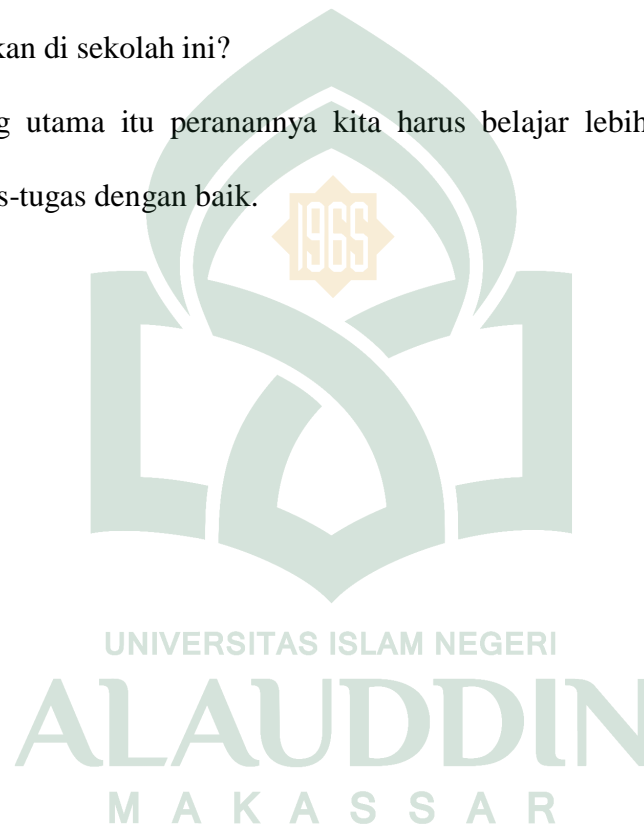 kan di sekolah ini?
g utama itu peranannya kita harus belajar lebih
s-tugas dengan baik.
1965
UNIVERSITAS ISLAM NEGERI
ALAUDDIN
MAKASSAR